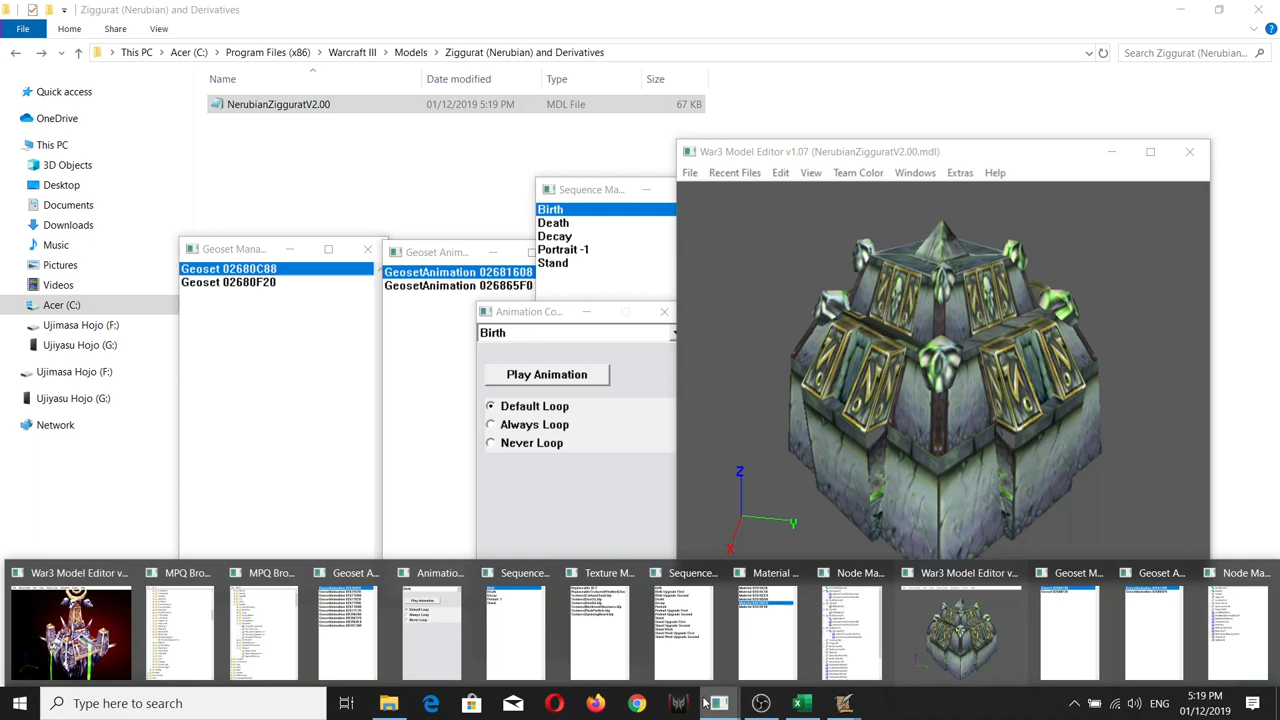 Ziggurat (Nerubian) and Derivatives
File Home Share View
This PC Acer (C:) Program Files (x86) Warcraft III Models Ziggurat (Nerubian) and Derivatives
Search Ziggurat (Nerubian...
Name Date modified Type Size
NerubianZigguratV2.00 01/12/2019 5:19 PM MDL File 67 KB
Quick access
OneDrive
This PC
3D Objects
Desktop
Documents
Downloads
Music
Pictures
Videos
Acer (C:)
Ujimasa Hojo (F:)
Ujiyasu Hojo (G:)
Ujimasa Hojo (F:)
Ujiyasu Hojo (G:)
Network
Geoset Mana...
Geoset 02680C88
Geoset 02680F20
Geoset Anim...
GeosetAnimation 02681608
GeosetAnimation 026865F0
Sequence Ma...
Birth
Death
Decay
Portrait -1
Stand
Animation Co...
Birth
Play Animation
Default Loop
Always Loop
Never Loop
War3 Model Editor v1.07 (NerubianZigguratV2.00.mdl)
File Recent Files Edit View Team Color Windows Extras Help
Z
Y
X
War3 Model Editor v... MPQ Bro... MPQ Bro... Geoset A... Animatio... Sequence... Texture M... Sequence... Material ... Node Ma... War3 Model Editor v... Geoset M... Geoset A... Node Ma...
Type here to search
ENG
5:19 PM
01/12/2019